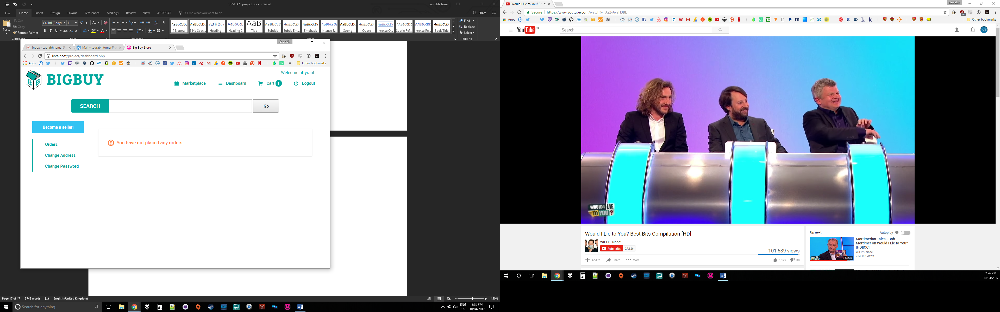 CPSC 471 project.docx - Word
Saurabh Tomar
File Home Insert Design Layout References Mailings Review View ACROBAT Tell me what you want to do
Share
Paste
Cut
Copy
Format Painter
Clipboard
Calibri (Body) 11
Font
Paragraph
AaBbCcDc AaBbCcDc AaBbCc AaBbCcD AaB AaBbCcD AaBbCcDc AaBbCcDc AaBbCcDc AaBbCcDc AaBbCcDc AaBbCcDc AABBCCDD AABBCCDD AaBbCcDc
¶ Normal ¶ No Spac... Heading 1 Heading 2 Title Subtitle Subtle Em... Emphasis Intense E... Strong Quote Intense Q... Subtle Ref... Intense Re... Book Title
Styles
Find
Replace
Select
Editing
Saurabh
Inbox - saurabh.tomar@
Mail – saurabh.tomar@u
Big Buy Store
localhost/project/dashboard.php
Apps
Other bookmarks
BIGBUY
Welcome tittyrant
Marketplace Dashboard Cart 1 Logout
SEARCH
Go
Become a seller!
Orders
Change Address
Change Password
You have not placed any orders.
Page 17 of 17 3742 words English (United Kingdom)
150%
Search for anything
ENG
US
2:26 PM
10/04/2017
Would I Lie to You? Be
Saurabh
Secure https://www.youtube.com/watch?v=As2-JwaH3BE
Apps
Other bookmarks
YouTube CA
Search
WOULD I LIE
TO YOU?
Would I Lie to You? Best Bits Compilation [HD]
WILTY? Nope!
Subscribe 27,626
101,689 views
Add to Share More
1,129 38
Up next
Autoplay
Mortimerian Tales - Bob
Mortimer on Would I Lie to You?
[HD][CC]
WILTY? Nope!
253,482 views
50:37
2:26 PM
10/04/2017